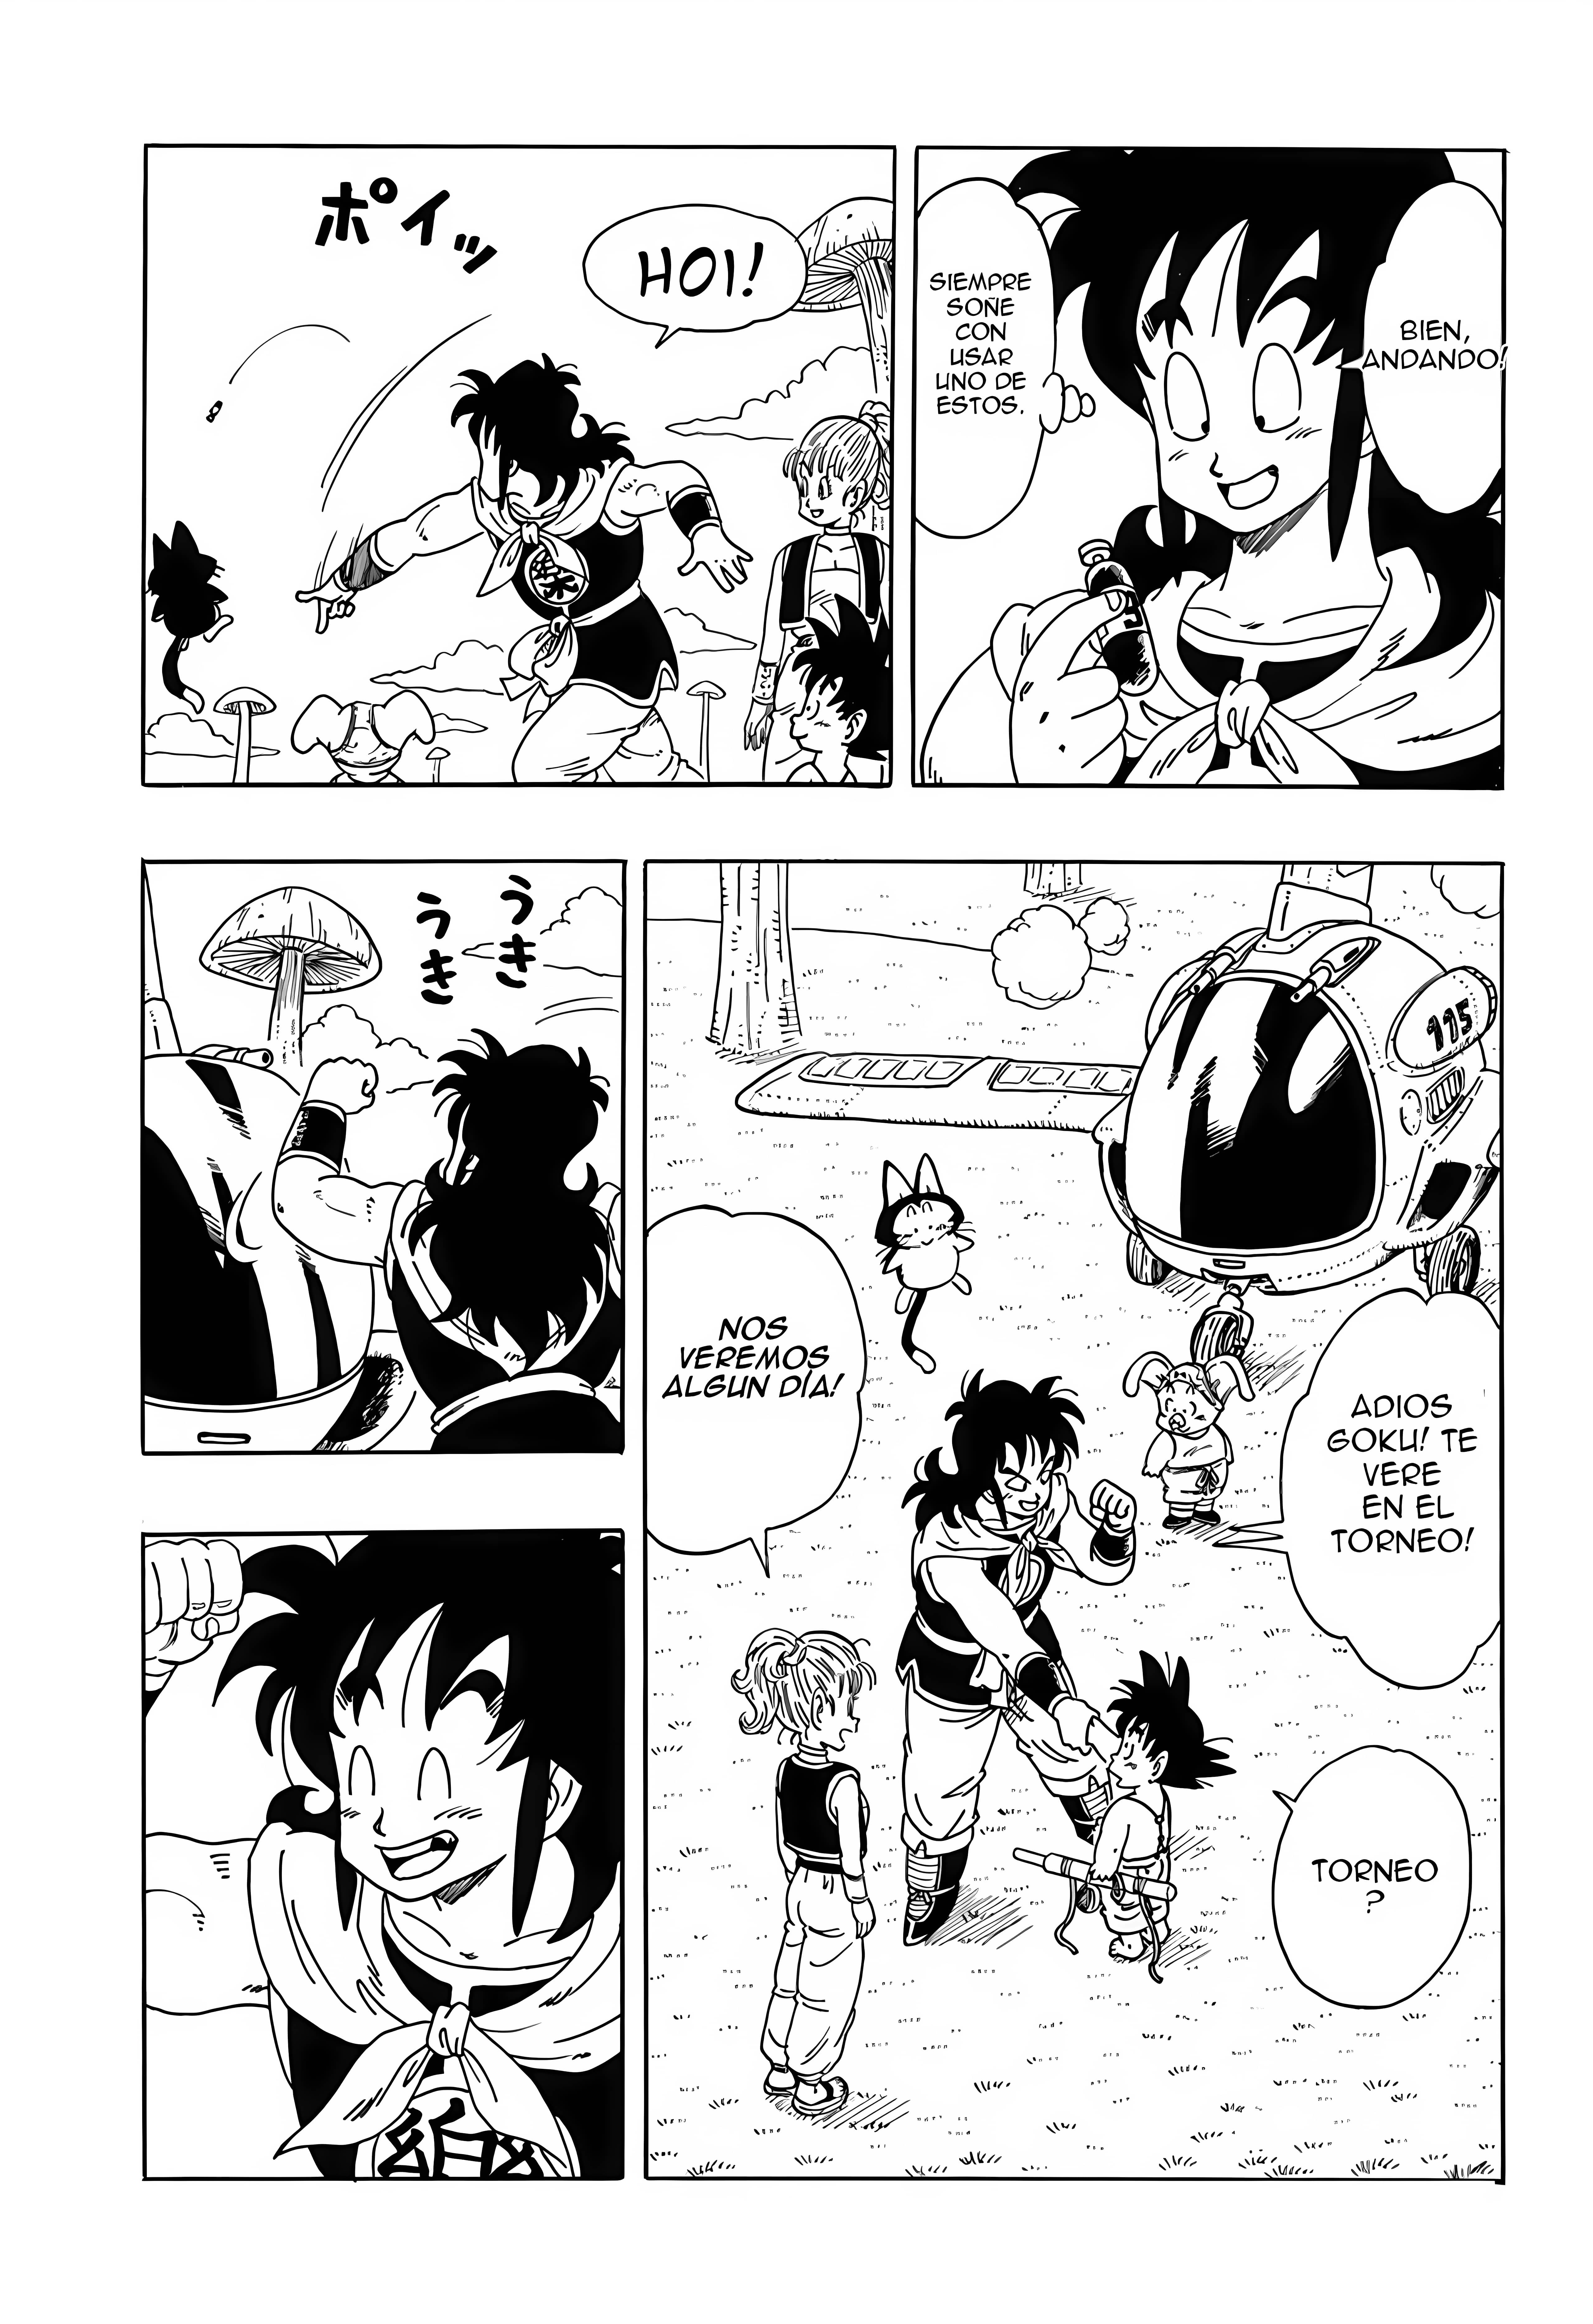 BIEN,
ANDANDO!
SIEMPRE
SOÑE
CON
USAR
UNO DE
ESTOS.
HOI!
ポイッ
115
ADIOS
GOKU! TE
VERE
EN EL
TORNEO!
NOS
VEREMOS
ALGUN DÍA!
TORNEO
?
うき
うき